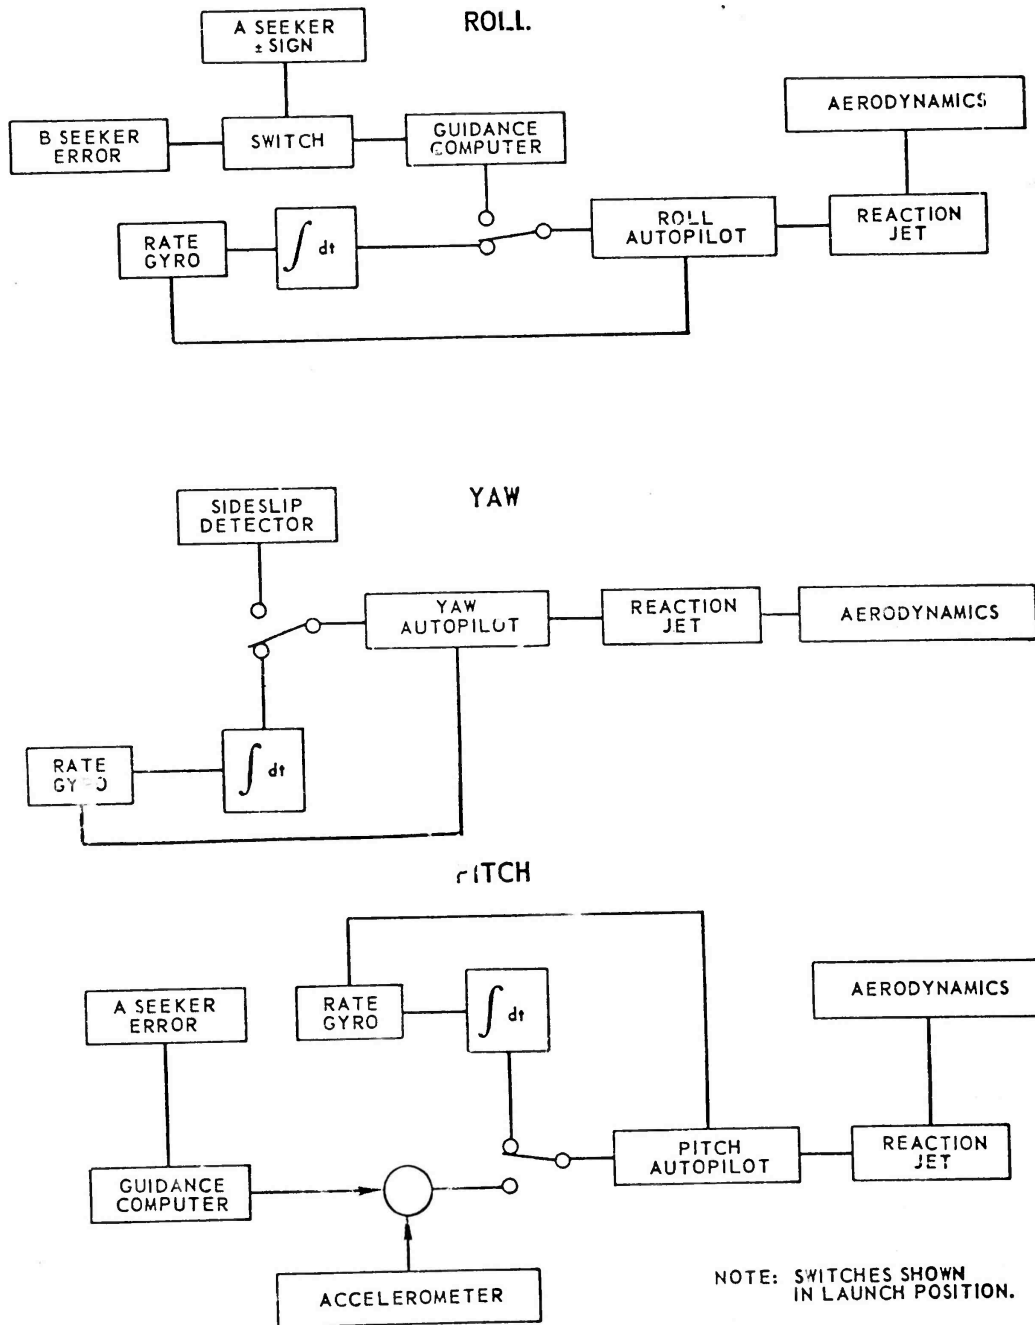 ROLL
A SEEKER
± SIGN
AERODYNAMICS
B SEEKER
ERROR
SWITCH
GUIDANCE
COMPUTER
RATE
GYRO
∫ dt
ROLL
AUTOPILOT
REACTION
JET
YAW
SIDESLIP
DETECTOR
YAW
AUTOPILOT
REACTION
JET
AERODYNAMICS
RATE
GYRO
∫ dt
PITCH
A SEEKER
ERROR
RATE
GYRO
∫ dt
AERODYNAMICS
GUIDANCE
COMPUTER
PITCH
AUTOPILOT
REACTION
JET
ACCELEROMETER
NOTE: SWITCHES SHOWN
IN LAUNCH POSITION.